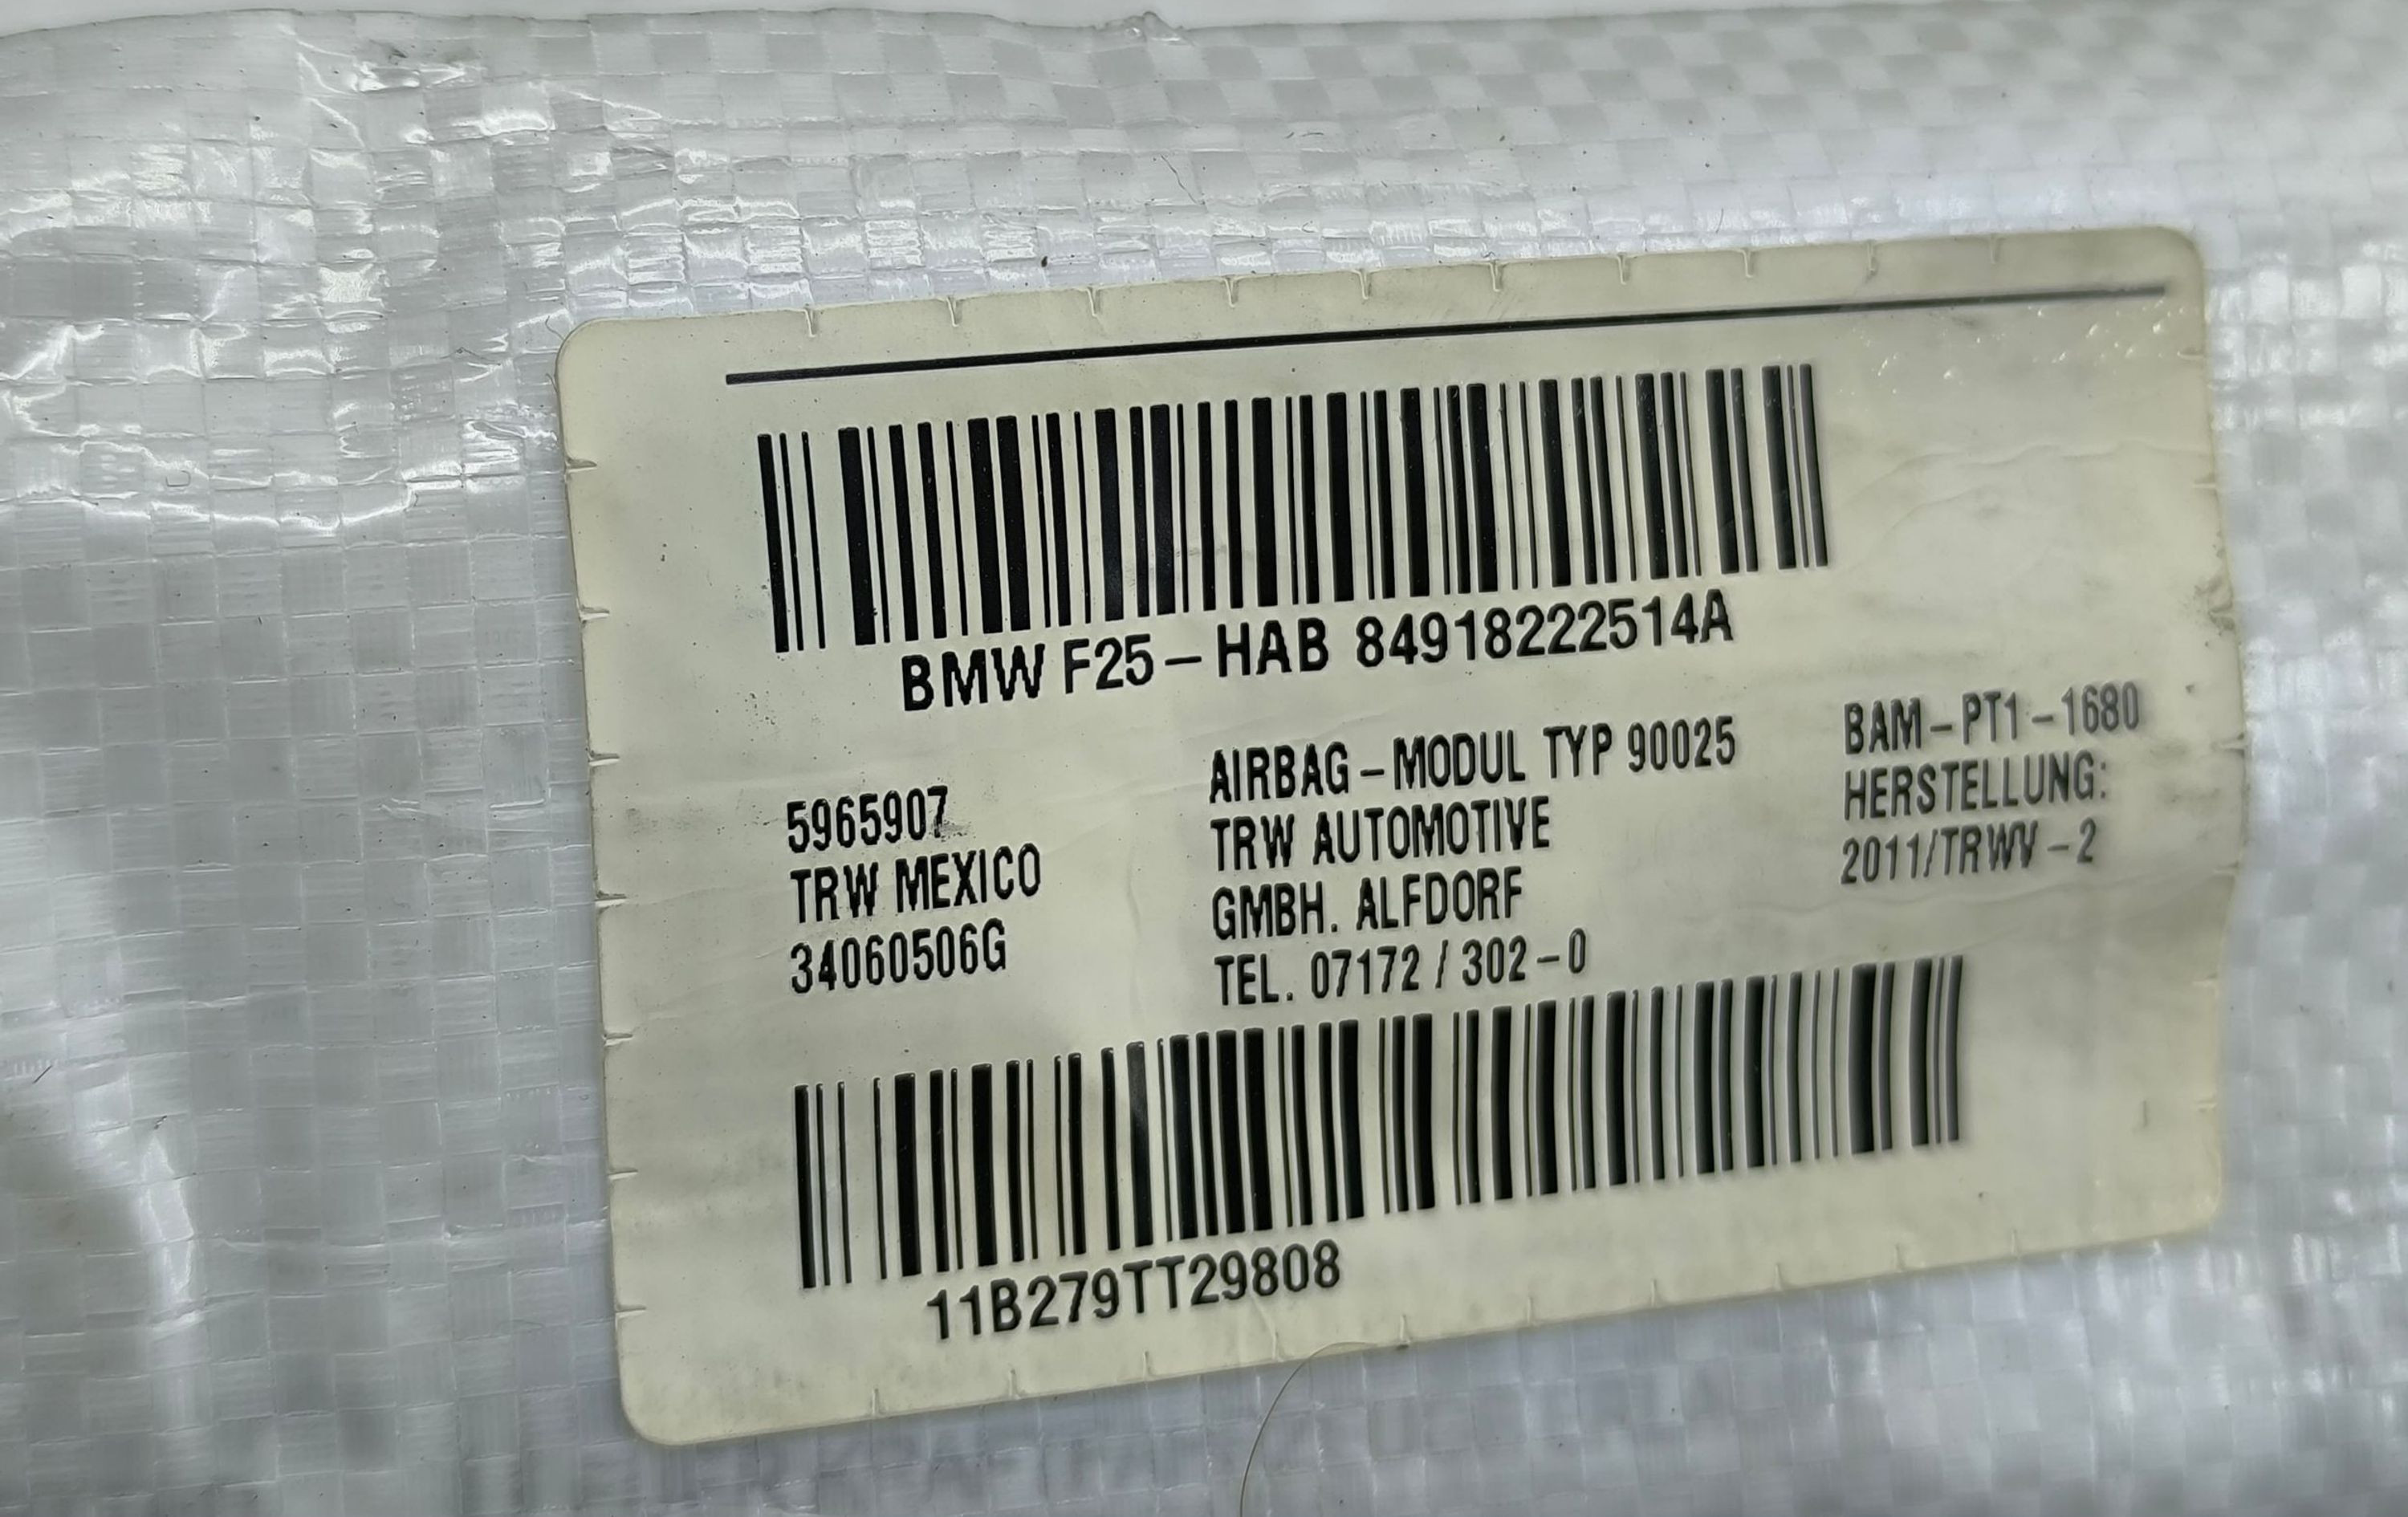 BMW F25-HAB 84918222514A
5965907
TRW MEXICO
34060506G
AIRBAG-MODUL TYP 90025
TRW AUTOMOTIVE
GMBH. ALFDORF
TEL. 07172 / 302-0
BAM-PT1-1680
HERSTELLUNG:
2011/TRWV-2
11B279TT29808